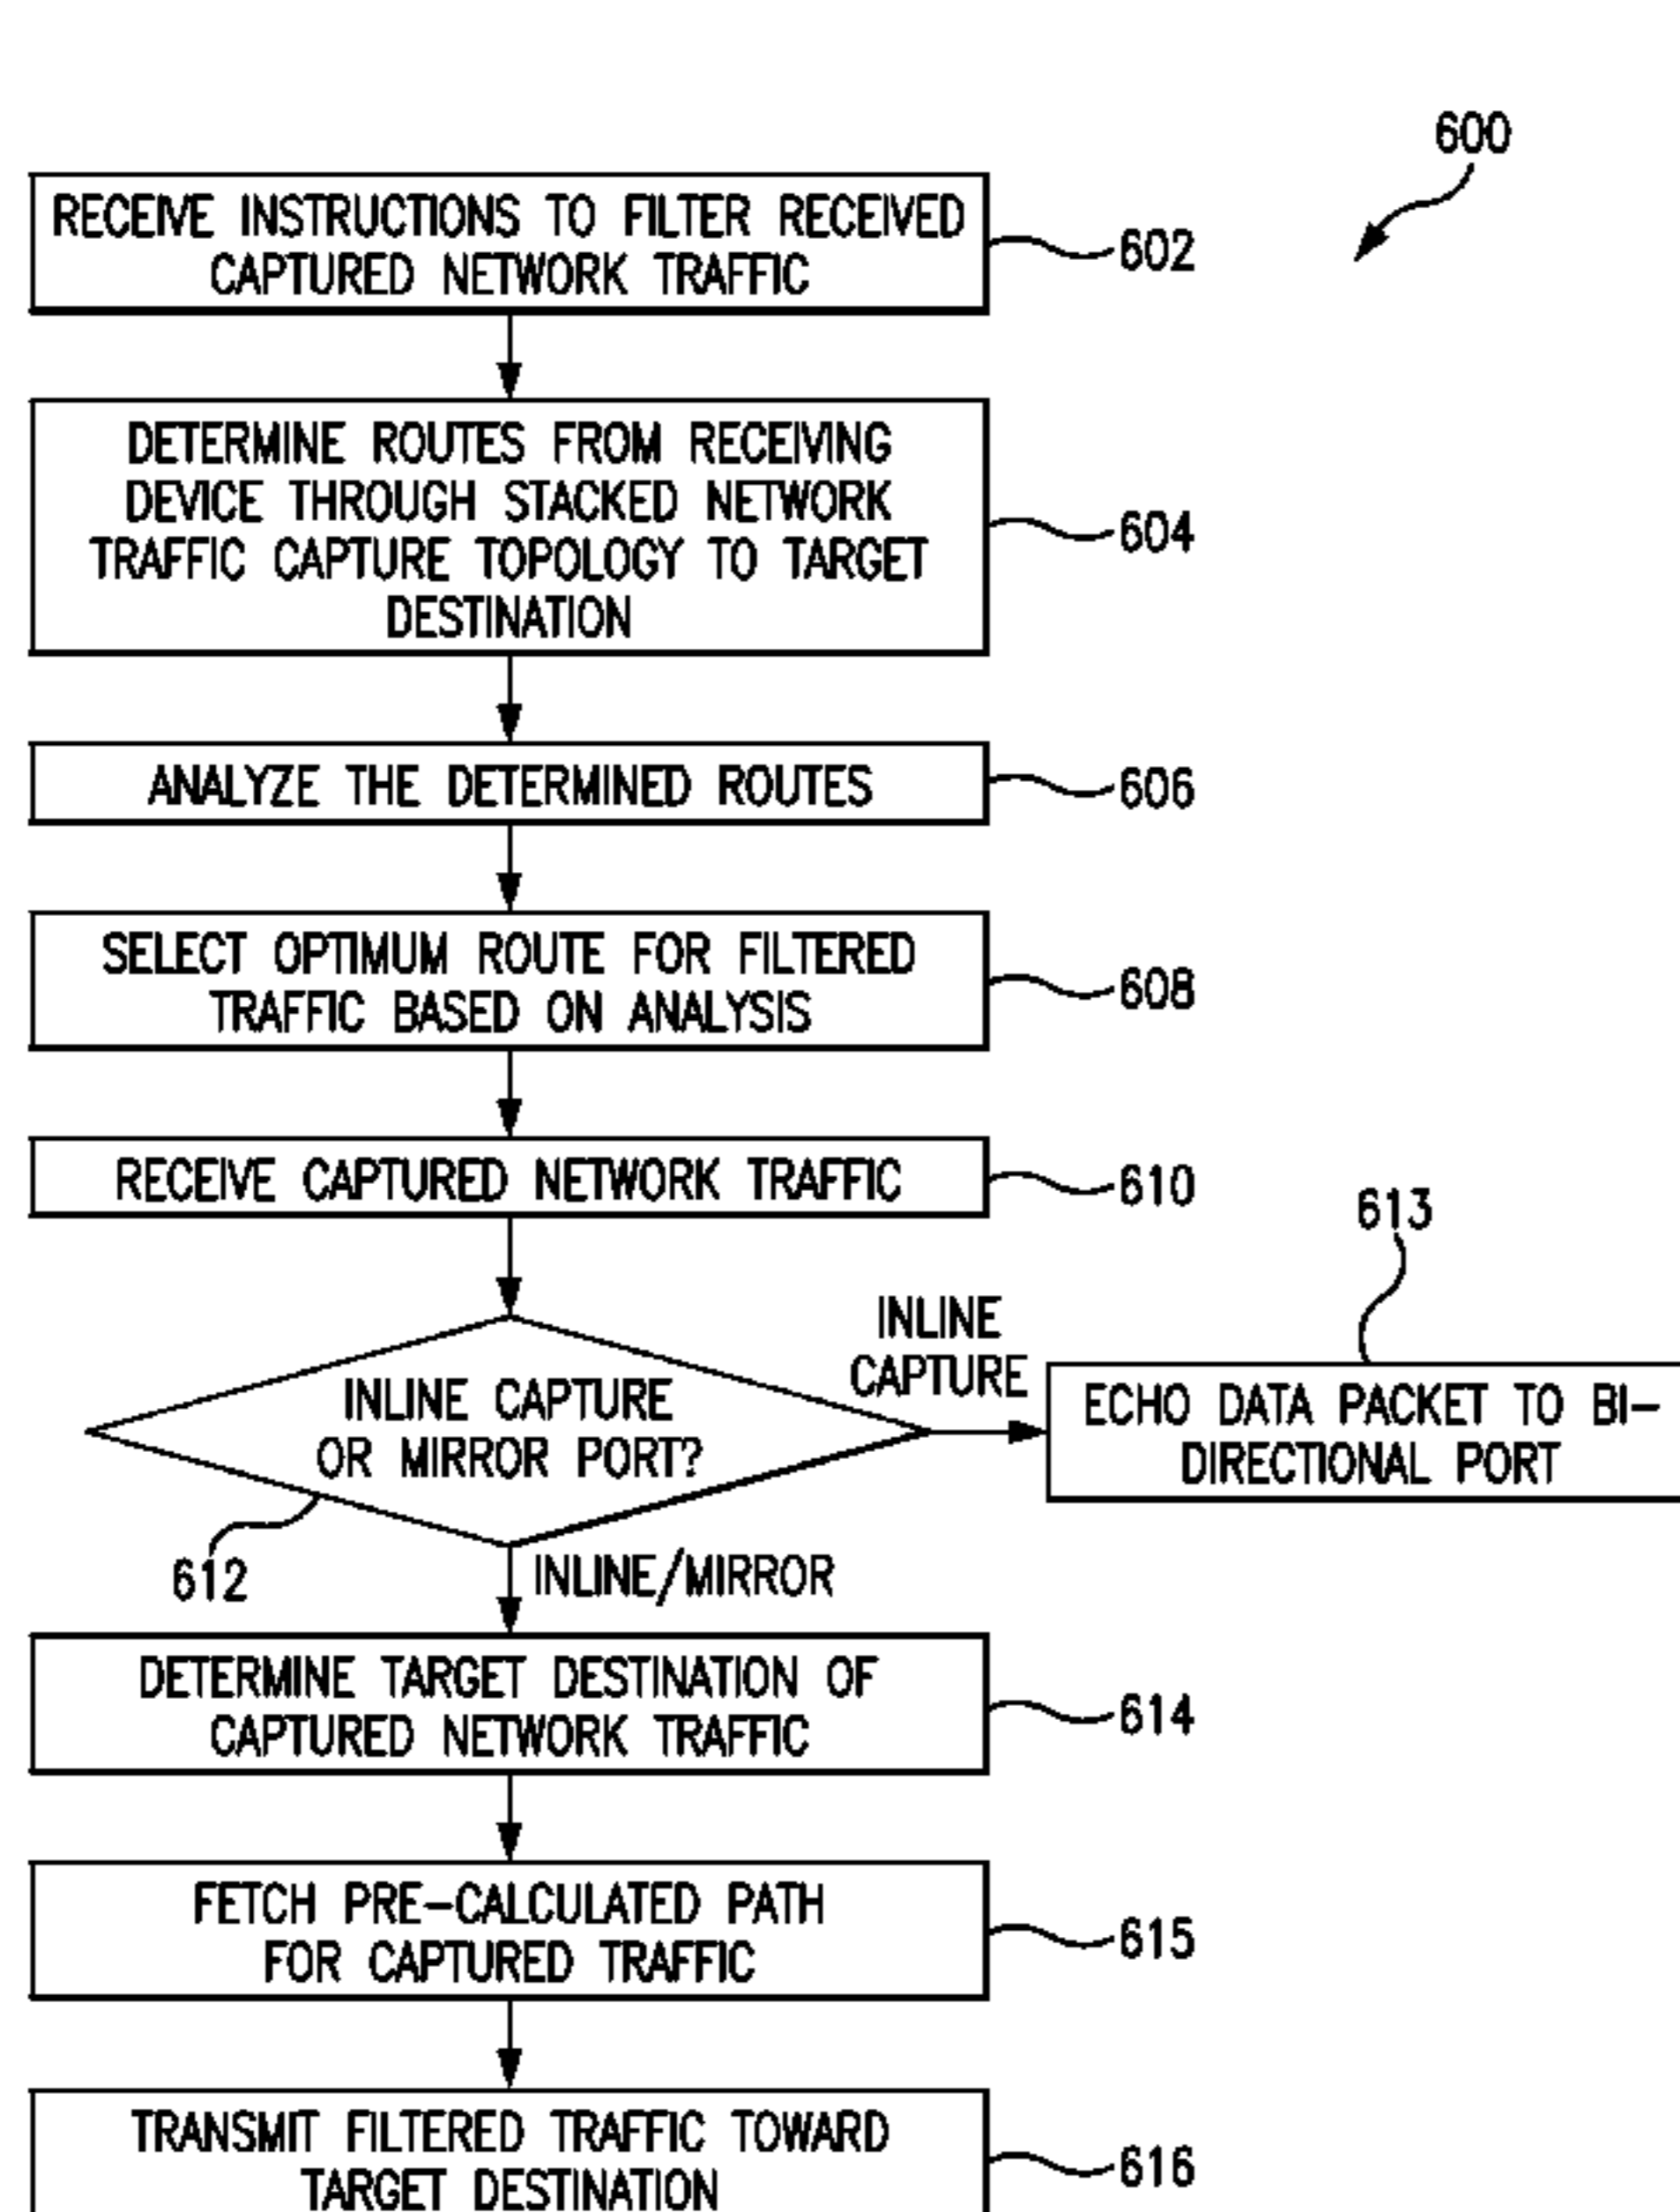 600
RECEIVE INSTRUCTIONS TO FILTER RECEIVED
CAPTURED NETWORK TRAFFIC
602
DETERMINE ROUTES FROM RECEIVING
DEVICE THROUGH STACKED NETWORK
TRAFFIC CAPTURE TOPOLOGY TO TARGET
DESTINATION
604
ANALYZE THE DETERMINED ROUTES
606
SELECT OPTIMUM ROUTE FOR FILTERED
TRAFFIC BASED ON ANALYSIS
608
RECEIVE CAPTURED NETWORK TRAFFIC
610
INLINE CAPTURE
OR MIRROR PORT?
612
INLINE
CAPTURE
613
ECHO DATA PACKET TO BI-
DIRECTIONAL PORT
INLINE/MIRROR
DETERMINE TARGET DESTINATION OF
CAPTURED NETWORK TRAFFIC
614
FETCH PRE-CALCULATED PATH
FOR CAPTURED TRAFFIC
615
TRANSMIT FILTERED TRAFFIC TOWARD
TARGET DESTINATION
616